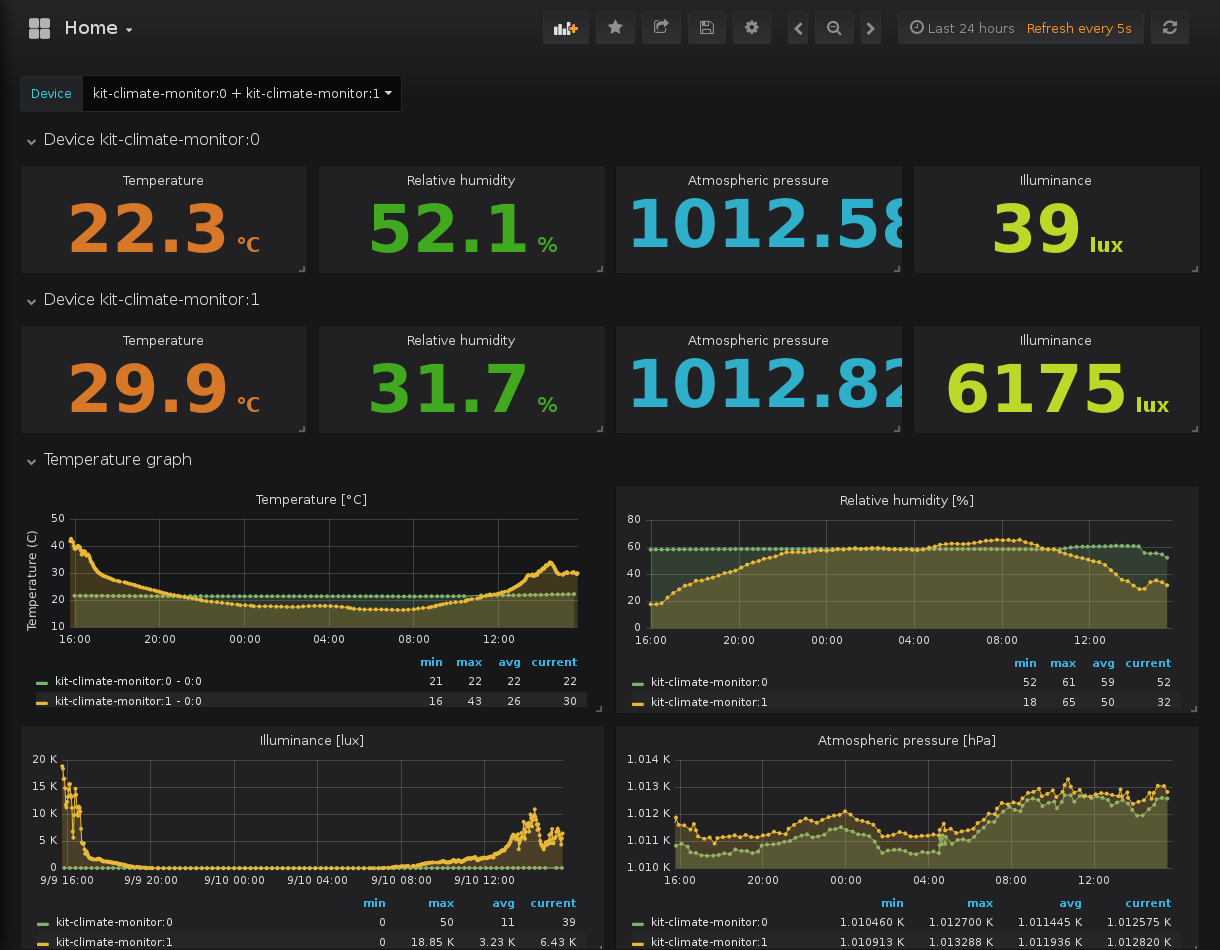 Home
Last 24 hours Refresh every 5s
Device kit-climate-monitor:0 + kit-climate-monitor:1
Device kit-climate-monitor:0
Temperature Relative humidity Atmospheric pressure Illuminance
22.3 °C 52.1 % 1012.58 39 lux
Device kit-climate-monitor:1
Temperature Relative humidity Atmospheric pressure Illuminance
29.9 °C 31.7 % 1012.82 6175 lux
Temperature graph
Temperature [°C]
Temperature (C)
50
40
30
20
10
16:00 20:00 00:00 04:00 08:00 12:00
min max avg current
kit-climate-monitor:0 - 0:0 21 22 22 22
kit-climate-monitor:1 - 0:0 16 43 26 30
Relative humidity [%]
80
60
40
20
0
16:00 20:00 00:00 04:00 08:00 12:00
min max avg current
kit-climate-monitor:0 52 61 59 52
kit-climate-monitor:1 18 65 50 32
Illuminance [lux]
20 K
15 K
10 K
5 K
0
9/9 16:00 9/9 20:00 9/10 00:00 9/10 04:00 9/10 08:00 9/10 12:00
min max avg current
kit-climate-monitor:0 0 50 11 39
kit-climate-monitor:1 0 18.85 K 3.23 K 6.43 K
Atmospheric pressure [hPa]
1.014 K
1.013 K
1.012 K
1.011 K
1.010 K
16:00 20:00 00:00 04:00 08:00 12:00
min max avg current
kit-climate-monitor:0 1.010460 K 1.012700 K 1.011445 K 1.012575 K
kit-climate-monitor:1 1.010913 K 1.013288 K 1.011936 K 1.012820 K